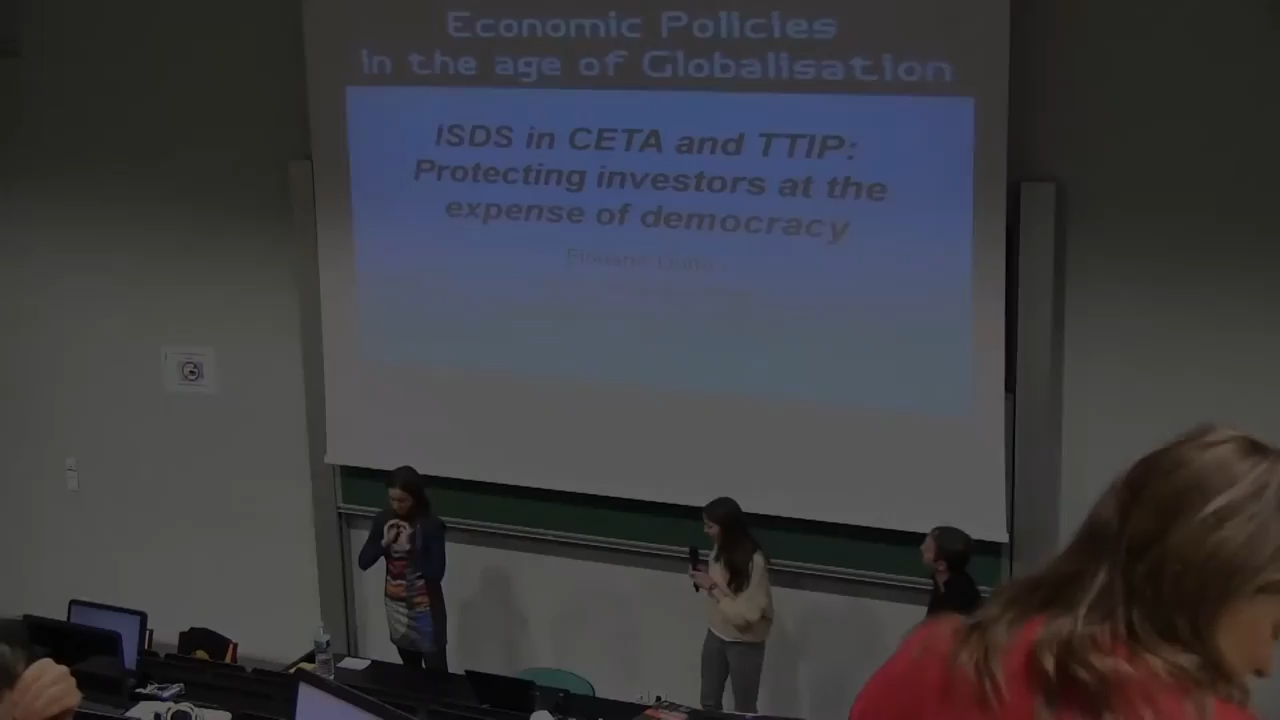 Economic Policies
in the age of Globalisation
ISDS in CETA and TTIP:
Protecting investors at the
expense of democracy